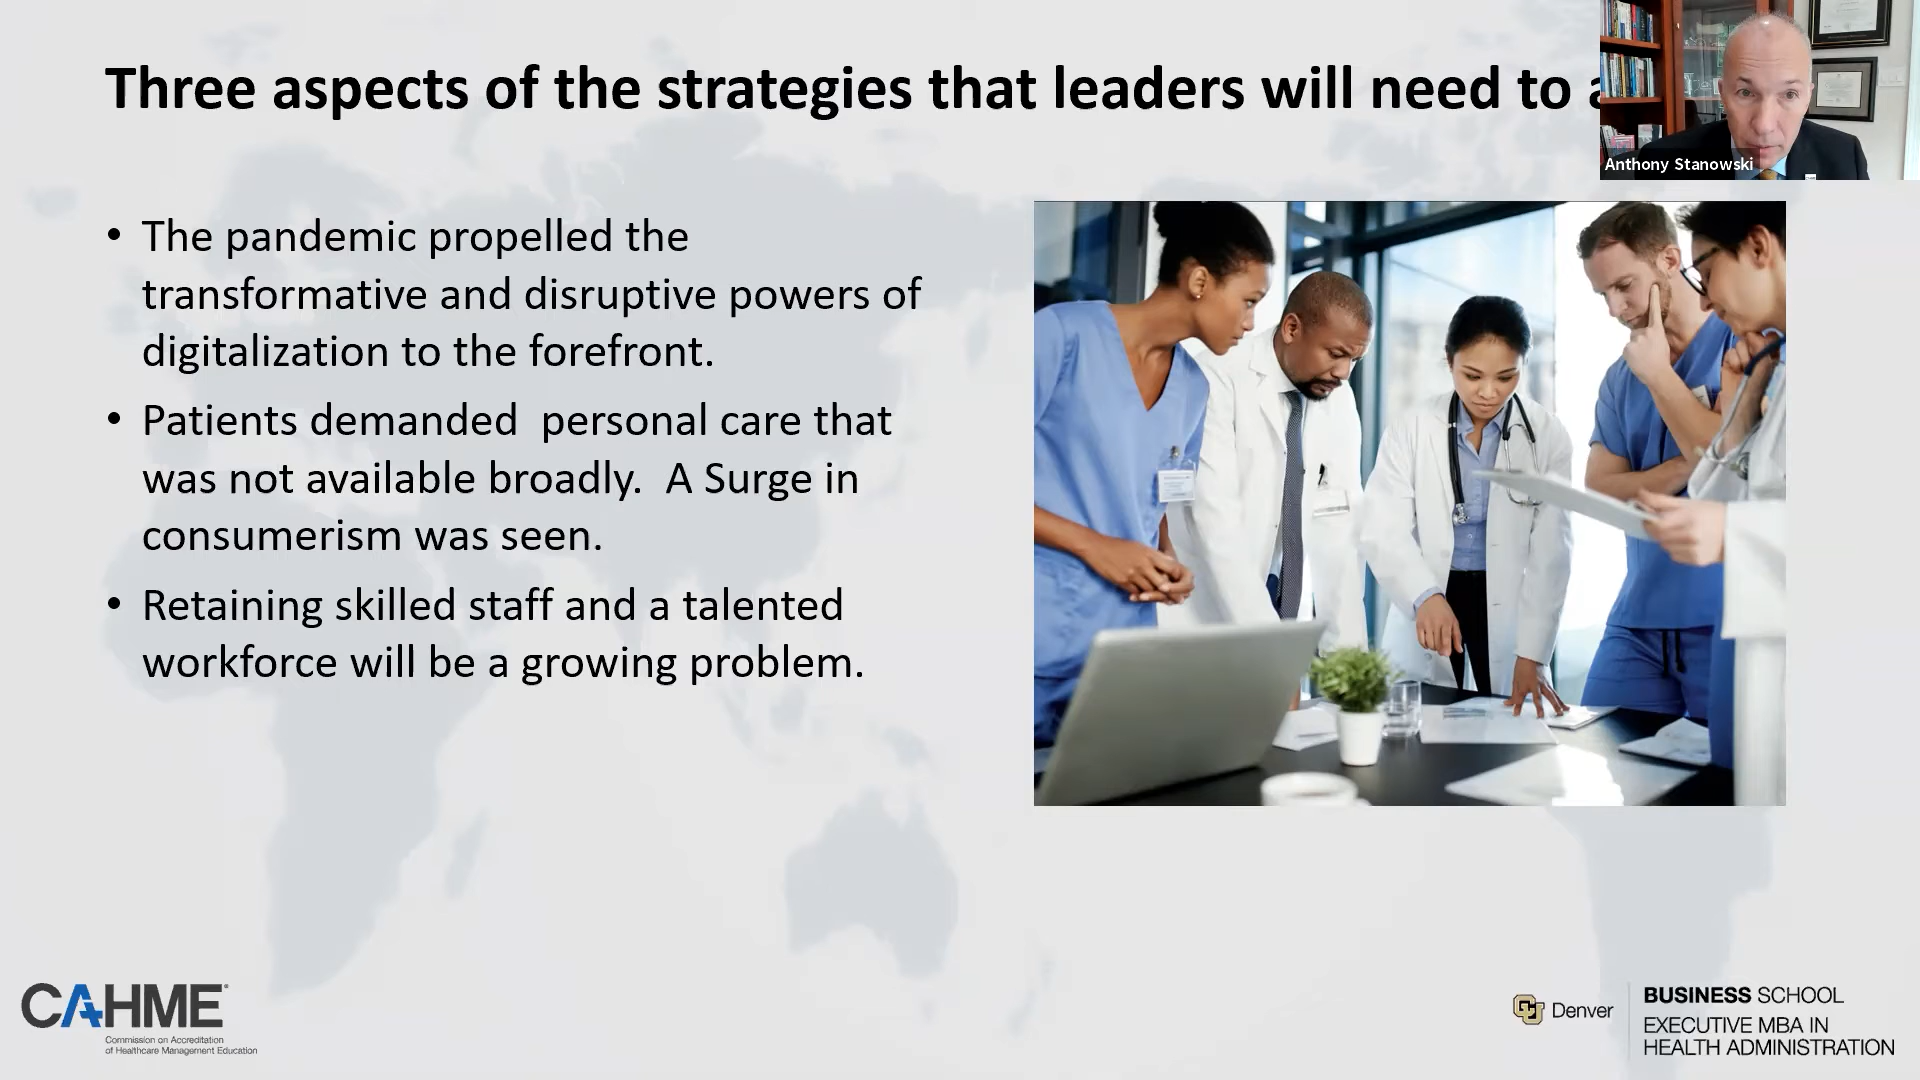 Three aspects of the strategies that leaders will need to
Anthony Stanowski
• The pandemic propelled the
transformative and disruptive powers of
digitalization to the forefront.
• Patients demanded  personal care that
was not available broadly.  A Surge in
consumerism was seen.
• Retaining skilled staff and a talented
workforce will be a growing problem.
CAHME®
Commission on Accreditation
of Healthcare Management Education
CU Denver
BUSINESS SCHOOL
EXECUTIVE MBA IN
HEALTH ADMINISTRATION